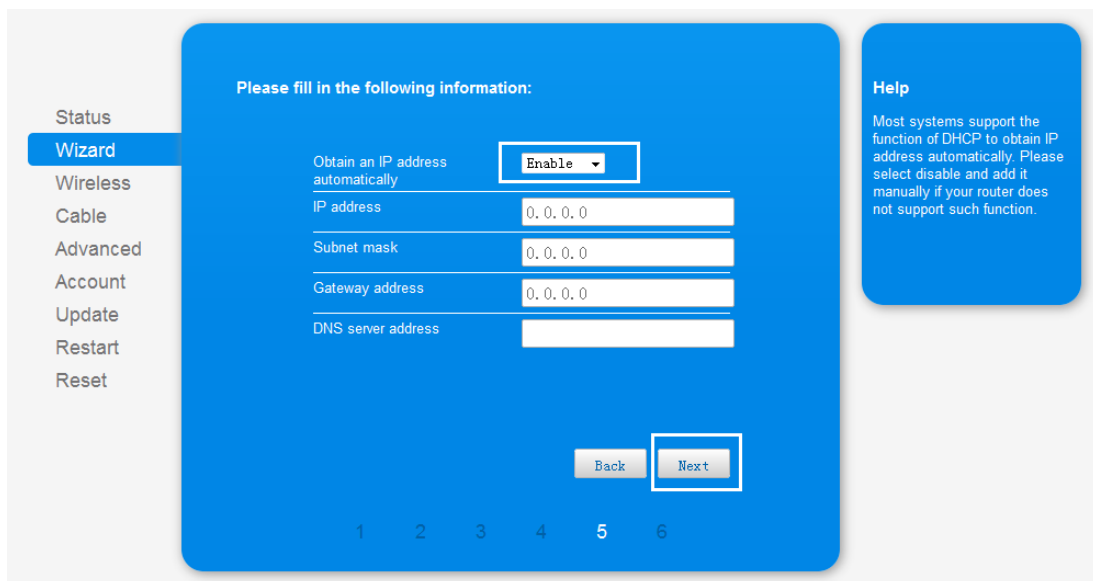 Please fill in the following information:
Status
Wizard
Wireless
Cable
Advanced
Account
Update
Restart
Reset
Obtain an IP address
automatically
Enable
IP address
0.0.0.0
Subnet mask
0.0.0.0
Gateway address
0.0.0.0
DNS server address
Back
Next
1 2 3 4 5 6
Help
Most systems support the
function of DHCP to obtain IP
address automatically. Please
select disable and add it
manually if your router does
not support such function.